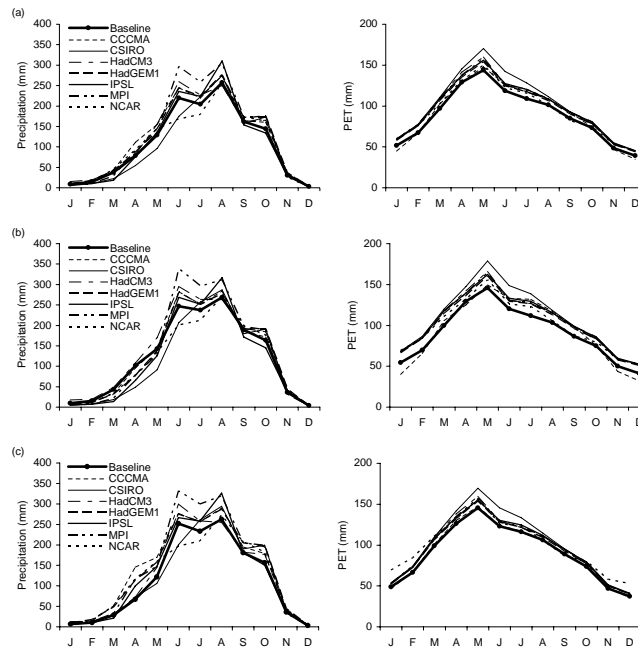 (a)
400
350
300
250
200
150
100
50
0
Precipitation (mm)
Baseline
CCCMA
CSIRO
HadCM3
HadGEM1
IPSL
MPI
NCAR
J F M A M J J A S O N D
200
150
100
50
0
PET (mm)
J F M A M J J A S O N D
(b)
400
350
300
250
200
150
100
50
0
Precipitation (mm)
Baseline
CCCMA
CSIRO
HadCM3
HadGEM1
IPSL
MPI
NCAR
J F M A M J J A S O N D
200
150
100
50
0
PET (mm)
J F M A M J J A S O N D
(c)
400
350
300
250
200
150
100
50
0
Precipitation (mm)
Baseline
CCCMA
CSIRO
HadCM3
HadGEM1
IPSL
MPI
NCAR
J F M A M J J A S O N D
200
150
100
50
0
PET (mm)
J F M A M J J A S O N D